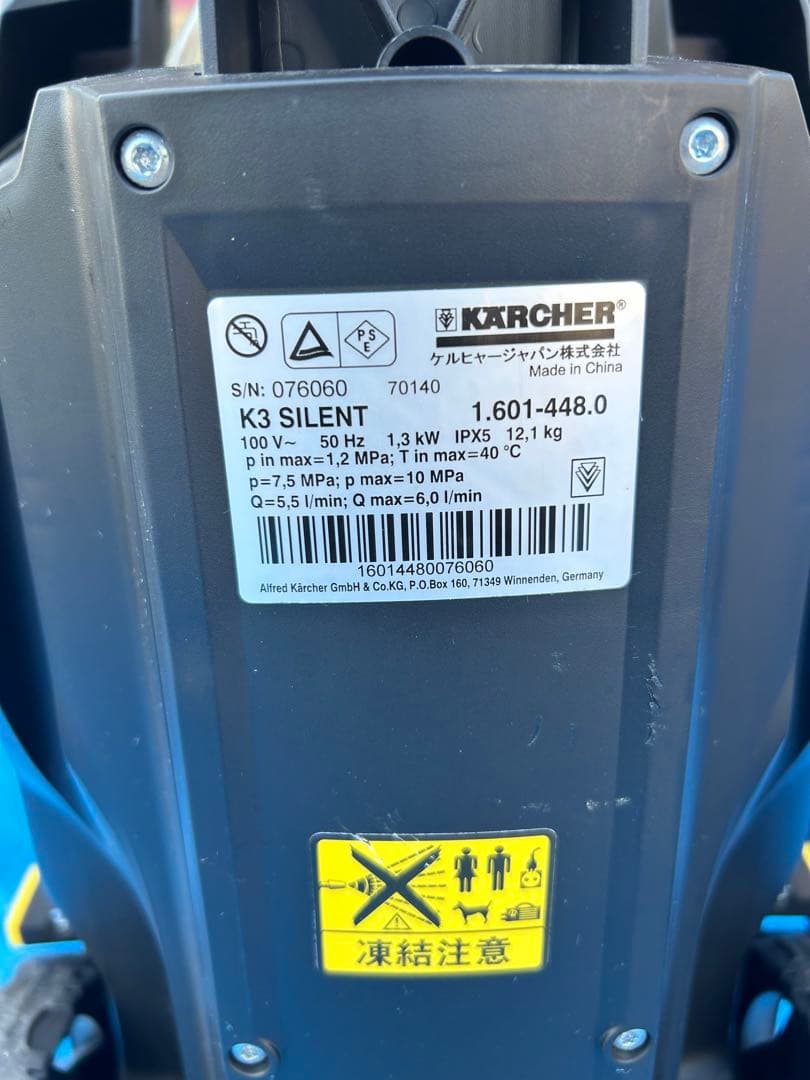 PS
E
KÄRCHER®
ケルヒャージャパン株式会社
Made in China
S/N: 076060 70140
K3 SILENT 1.601-448.0
100 V~ 50 Hz 1,3 kW IPX5 12,1 kg
p in max=1,2 MPa; T in max=40 °C
p=7,5 MPa; p max=10 MPa
Q=5,5 l/min; Q max=6,0 l/min
16014480076060
Alfred Kärcher GmbH & Co.KG, P.O.Box 160, 71349 Winnenden, Germany
凍結注意